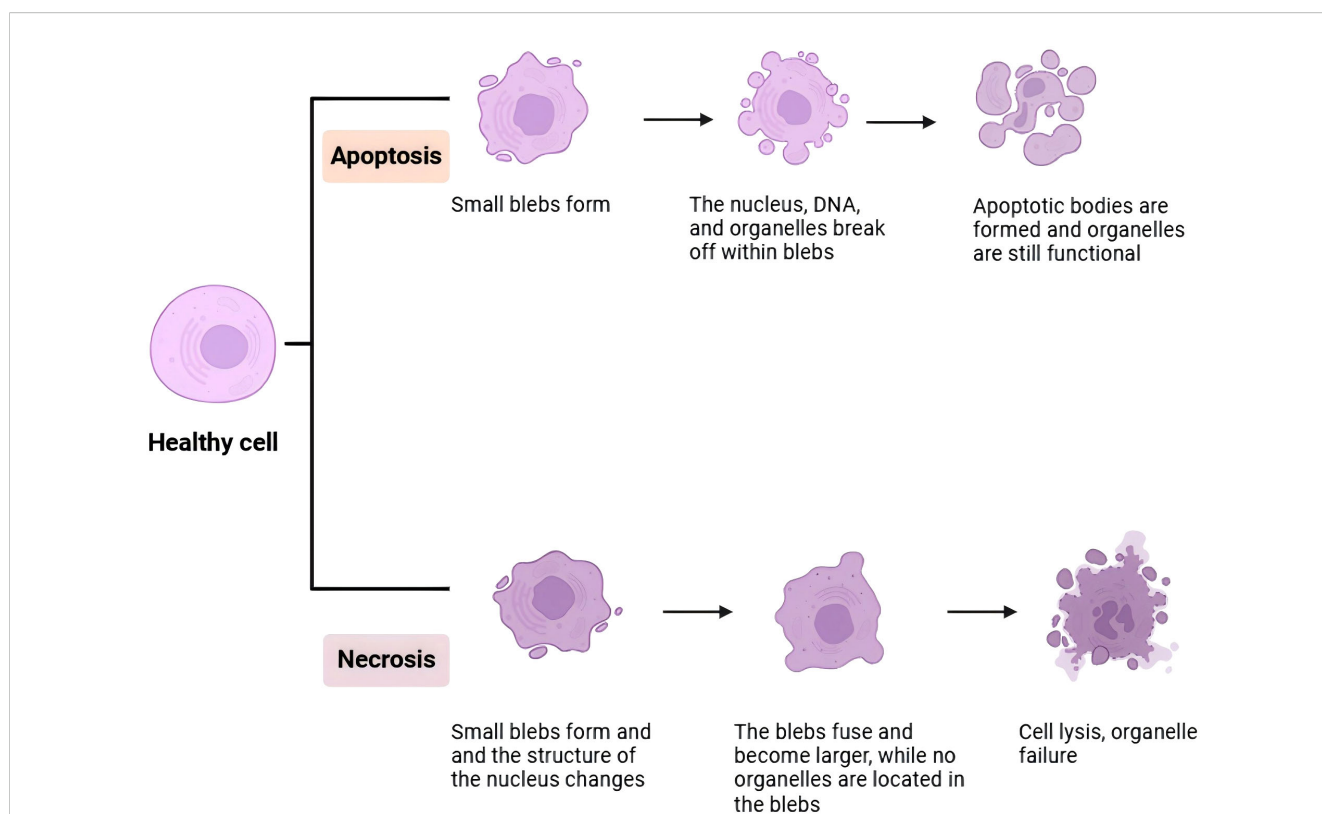 Apoptosis
Small blebs form
The nucleus, DNA,
and organelles break
off within blebs
Apoptotic bodies are
formed and organelles
are still functional
Healthy cell
Necrosis
Small blebs form and
and the structure of
the nucleus changes
The blebs fuse and
become larger, while no
organelles are located in
the blebs
Cell lysis, organelle
failure